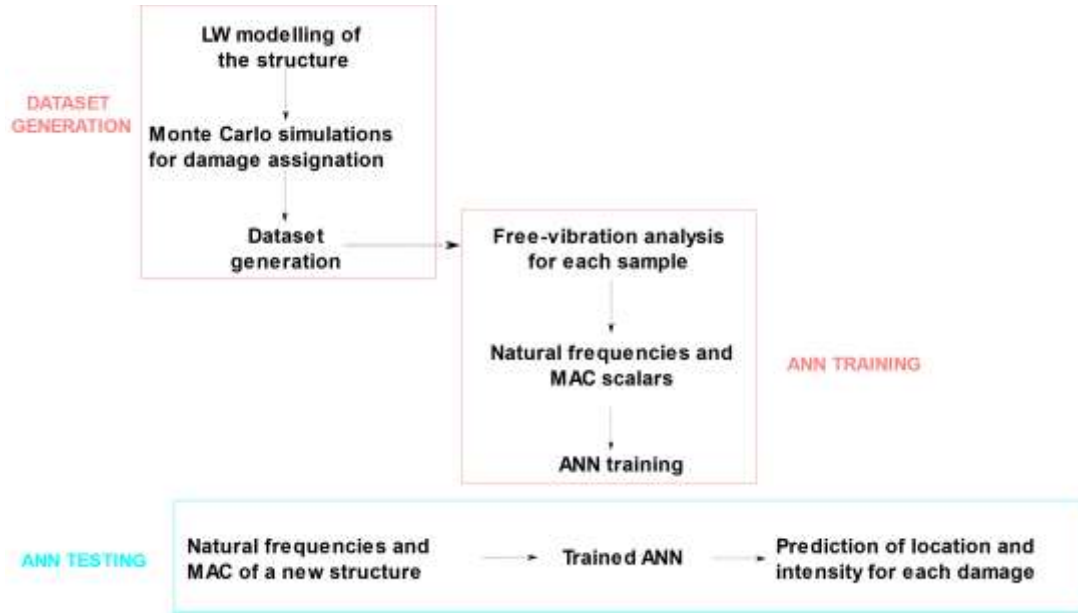 LW modelling of
the structure
DATASET
GENERATION
Monte Carlo simulations
for damage assignation
Dataset
generation
Free-vibration analysis
for each sample
Natural frequencies and
MAC scalars
ANN TRAINING
ANN training
ANN TESTING
Natural frequencies and
MAC of a new structure
Trained ANN
Prediction of location and
intensity for each damage